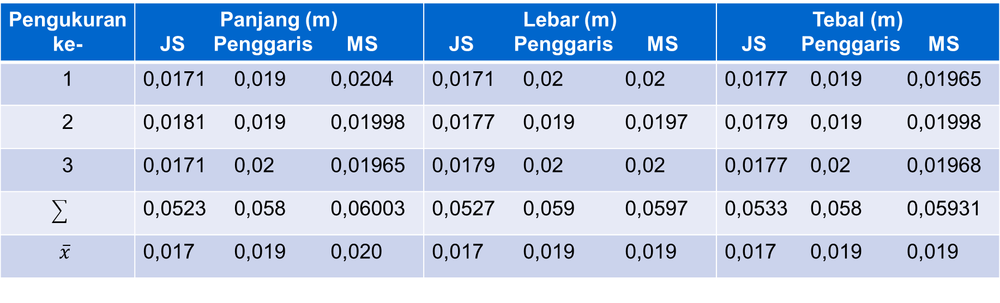 Pengukuran ke- Panjang (m) Lebar (m) Tebal (m)
JS Penggaris MS JS Penggaris MS JS Penggaris MS
1 0,0171 0,019 0,0204 0,0171 0,02 0,02 0,0177 0,019 0,01965
2 0,0181 0,019 0,01998 0,0177 0,019 0,0197 0,0179 0,019 0,01998
3 0,0171 0,02 0,01965 0,0179 0,02 0,02 0,0177 0,02 0,01968
∑ 0,0523 0,058 0,06003 0,0527 0,059 0,0597 0,0533 0,058 0,05931
x̄ 0,017 0,019 0,020 0,017 0,019 0,019 0,017 0,019 0,019